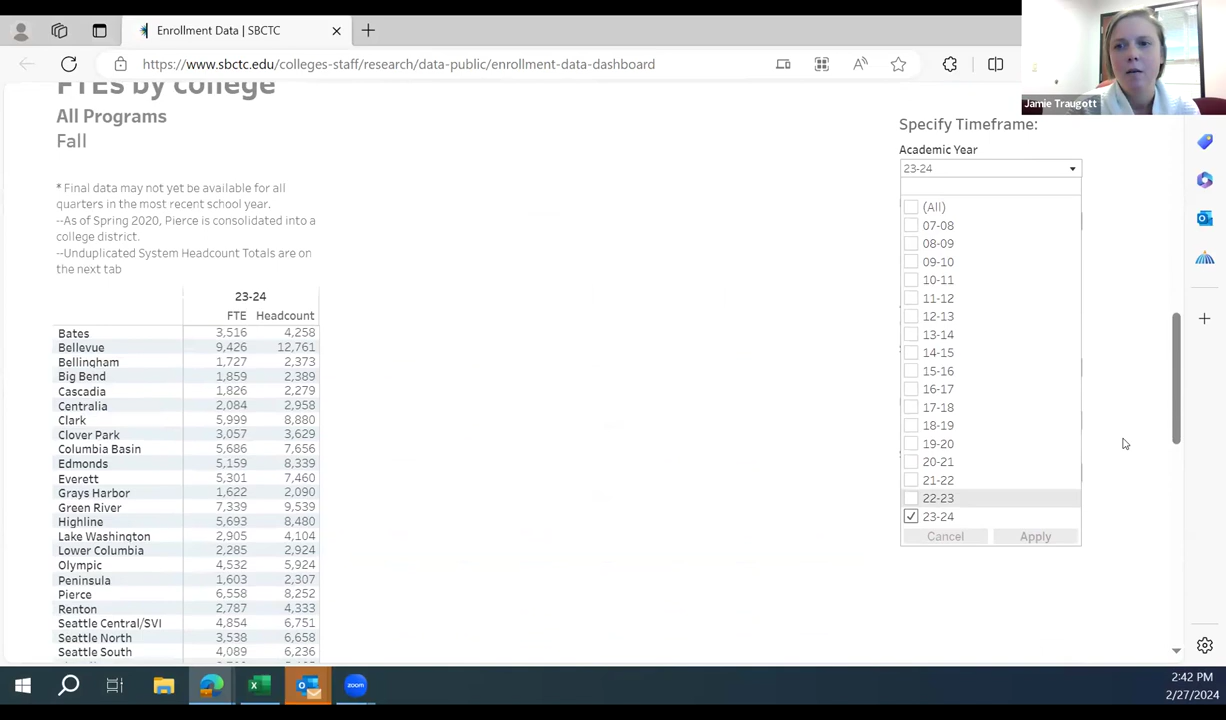 Enrollment Data | SBCTC
https://www.sbctc.edu/colleges-staff/research/data-public/enrollment-data-dashboard
Jamie Traugott
FTEs by college
All Programs
Fall
* Final data may not yet be available for all
quarters in the most recent school year.
--As of Spring 2020, Pierce is consolidated into a
college district.
--Unduplicated System Headcount Totals are on
the next tab
23-24
FTE Headcount
Bates 3,516 4,258
Bellevue 9,426 12,761
Bellingham 1,727 2,373
Big Bend 1,859 2,389
Cascadia 1,826 2,279
Centralia 2,084 2,958
Clark 5,999 8,880
Clover Park 3,057 3,629
Columbia Basin 5,686 7,656
Edmonds 5,159 8,339
Everett 5,301 7,460
Grays Harbor 1,622 2,090
Green River 7,339 9,539
Highline 5,693 8,480
Lake Washington 2,905 4,104
Lower Columbia 2,285 2,924
Olympic 4,532 5,924
Peninsula 1,603 2,307
Pierce 6,558 8,252
Renton 2,787 4,333
Seattle Central/SVI 4,854 6,751
Seattle North 3,538 6,658
Seattle South 4,089 6,236
Specify Timeframe:
Academic Year
23-24
(All)
07-08
08-09
09-10
10-11
11-12
12-13
13-14
14-15
15-16
16-17
17-18
18-19
19-20
20-21
21-22
22-23
23-24
Cancel Apply
zoom
2:42 PM
2/27/2024